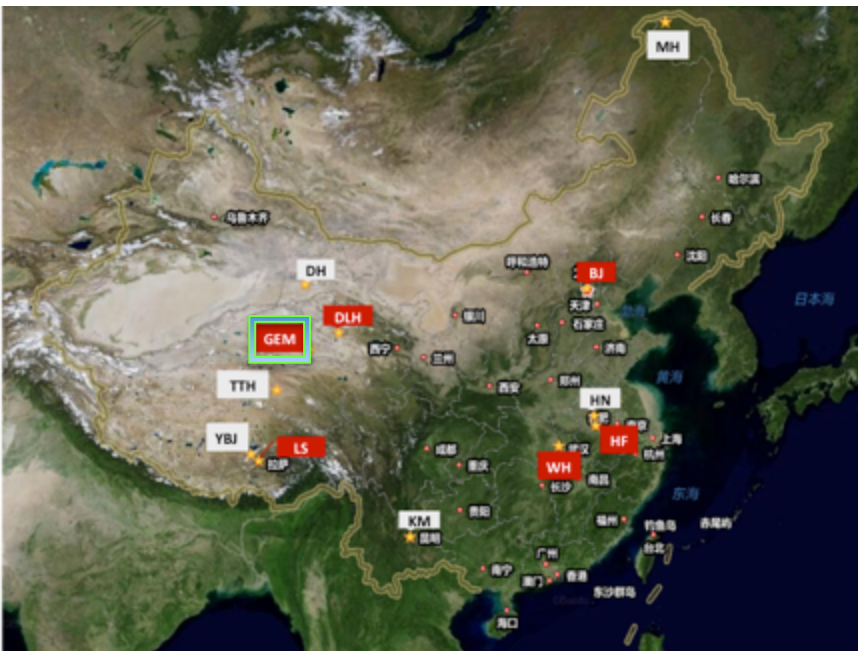 MH
哈尔滨
乌鲁木齐
长春
沈阳
呼和浩特
DH
BJ
日本海
天津
渤海
DLH
银川
石家庄
GEM
太原
西宁
济南
兰州
黄海
TTH
西安
郑州
HN
南京
YBJ
LS
HF
上海
成都
武汉
杭州
拉萨
重庆
WH
南昌
长沙
东海
贵阳
KM
福州
钓鱼岛
赤尾屿
昆明
台北
广州
南宁
香港
澳门
东沙群岛
海口